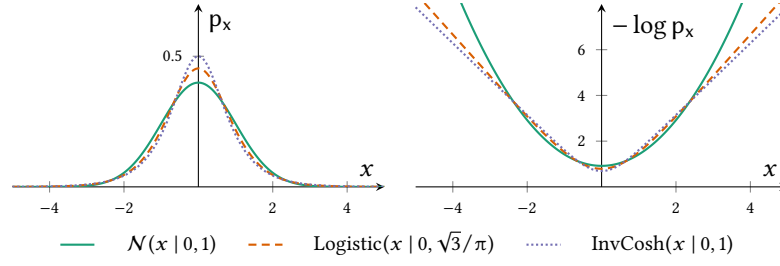 pₓ
− log pₓ
0.5
6
4
2
x
x
−4 −2 2 4
−4 −2 2 4
𝒩(x | 0, 1) Logistic(x | 0, √3/π) InvCosh(x | 0, 1)